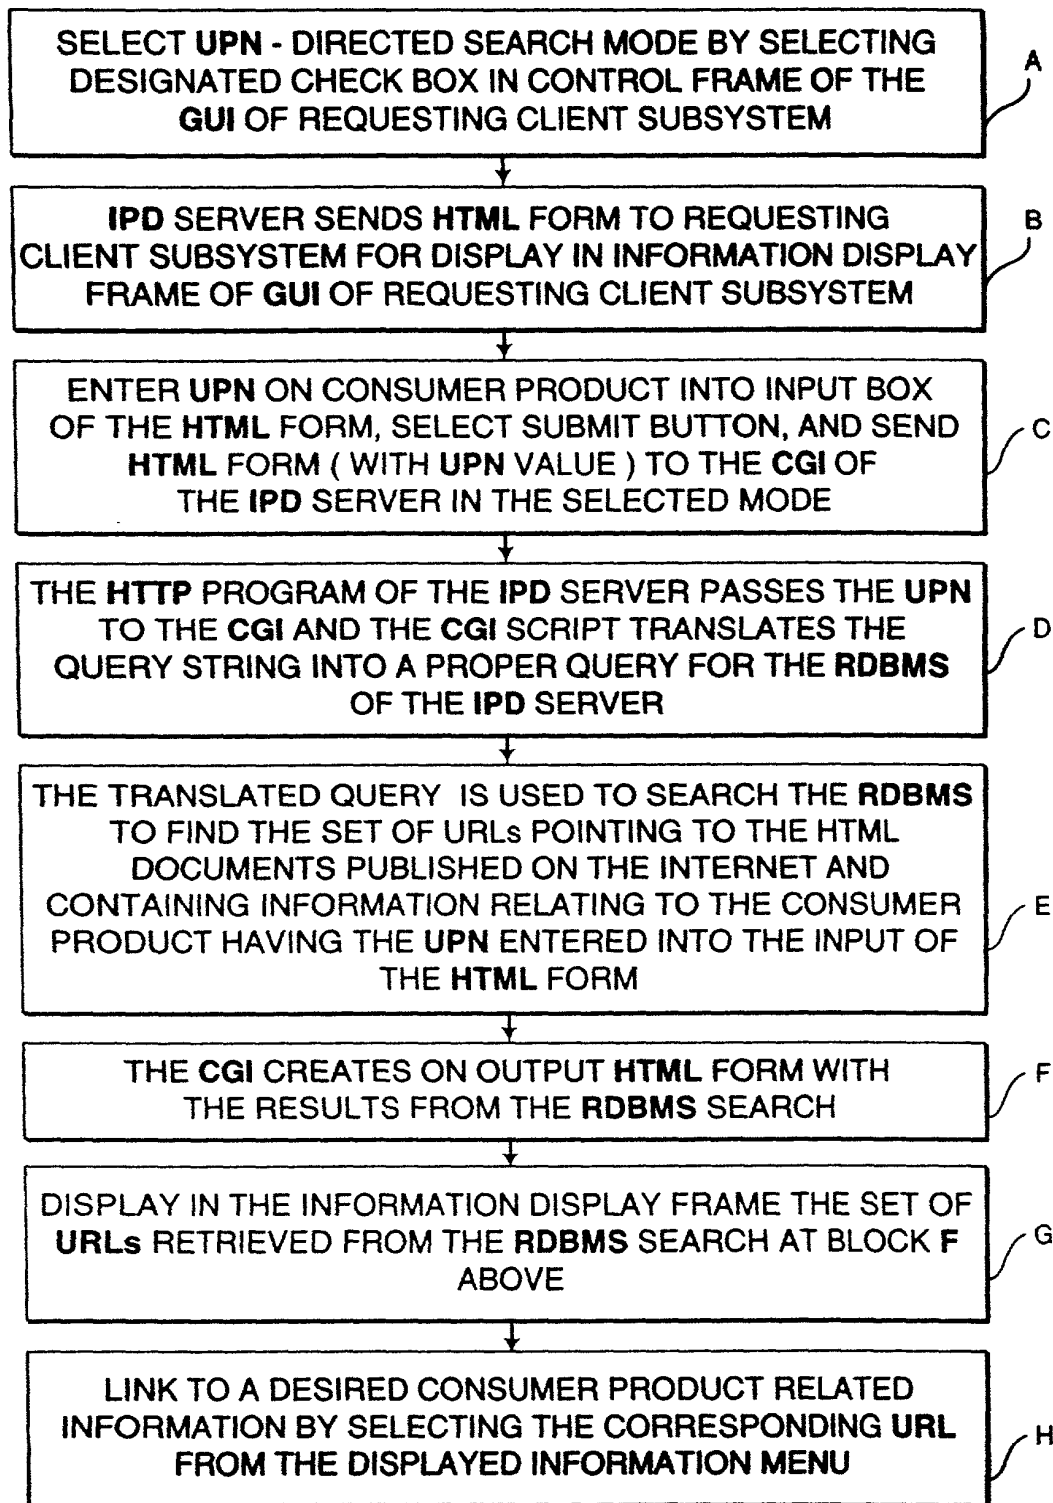 SELECT UPN - DIRECTED SEARCH MODE BY SELECTING
DESIGNATED CHECK BOX IN CONTROL FRAME OF THE
GUI OF REQUESTING CLIENT SUBSYSTEM
A
IPD SERVER SENDS HTML FORM TO REQUESTING
CLIENT SUBSYSTEM FOR DISPLAY IN INFORMATION DISPLAY
FRAME OF GUI OF REQUESTING CLIENT SUBSYSTEM
B
ENTER UPN ON CONSUMER PRODUCT INTO INPUT BOX
OF THE HTML FORM, SELECT SUBMIT BUTTON, AND SEND
HTML FORM ( WITH UPN VALUE ) TO THE CGI OF
THE IPD SERVER IN THE SELECTED MODE
C
THE HTTP PROGRAM OF THE IPD SERVER PASSES THE UPN
TO THE CGI AND THE CGI SCRIPT TRANSLATES THE
QUERY STRING INTO A PROPER QUERY FOR THE RDBMS
OF THE IPD SERVER
D
THE TRANSLATED QUERY IS USED TO SEARCH THE RDBMS
TO FIND THE SET OF URLs POINTING TO THE HTML
DOCUMENTS PUBLISHED ON THE INTERNET AND
CONTAINING INFORMATION RELATING TO THE CONSUMER
PRODUCT HAVING THE UPN ENTERED INTO THE INPUT OF
THE HTML FORM
E
THE CGI CREATES ON OUTPUT HTML FORM WITH
THE RESULTS FROM THE RDBMS SEARCH
F
DISPLAY IN THE INFORMATION DISPLAY FRAME THE SET OF
URLs RETRIEVED FROM THE RDBMS SEARCH AT BLOCK F
ABOVE
G
LINK TO A DESIRED CONSUMER PRODUCT RELATED
INFORMATION BY SELECTING THE CORRESPONDING URL
FROM THE DISPLAYED INFORMATION MENU
H